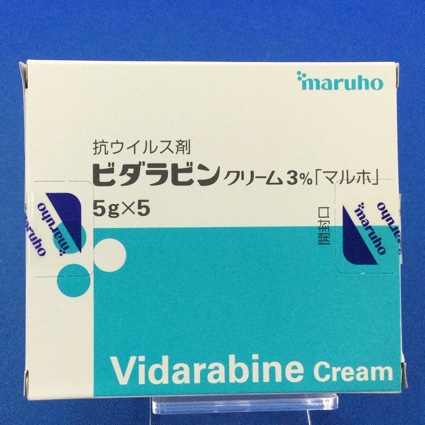 maruho
抗ウイルス剤
ビダラビンクリーム3%「マルホ」
5g×5
maruho
maruho
開封口
Vidarabine Cream